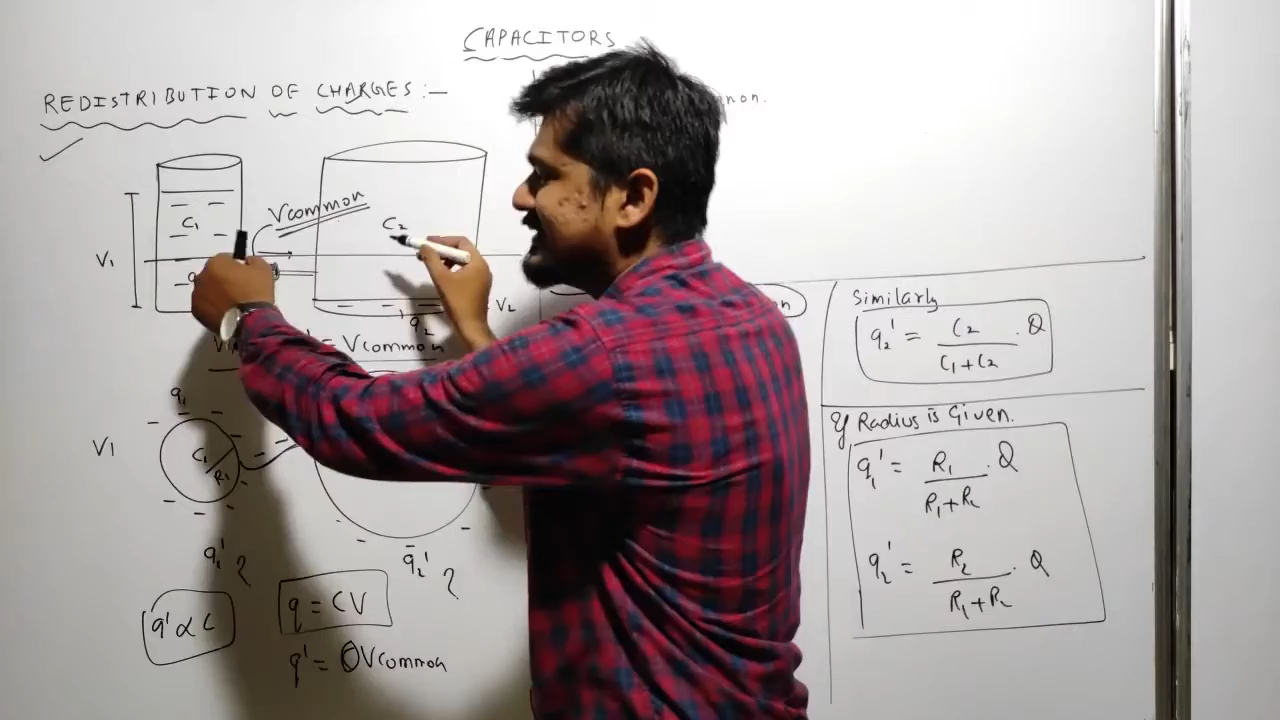 CAPACITORS
REDISTRIBUTION OF CHARGES :-
C1
Vcommon
C2
V1
V2
q2
= Vcommon
Similarly
q2' = C2 / C1+C2 . Q
q1
V1
C1
R1
If Radius is Given.
q1' = R1 / R1+R2 . Q
q1' ?
q2' ?
q2' = R2 / R1+R2 . Q
q' ∝ C
q = CV
q' = CVcommon